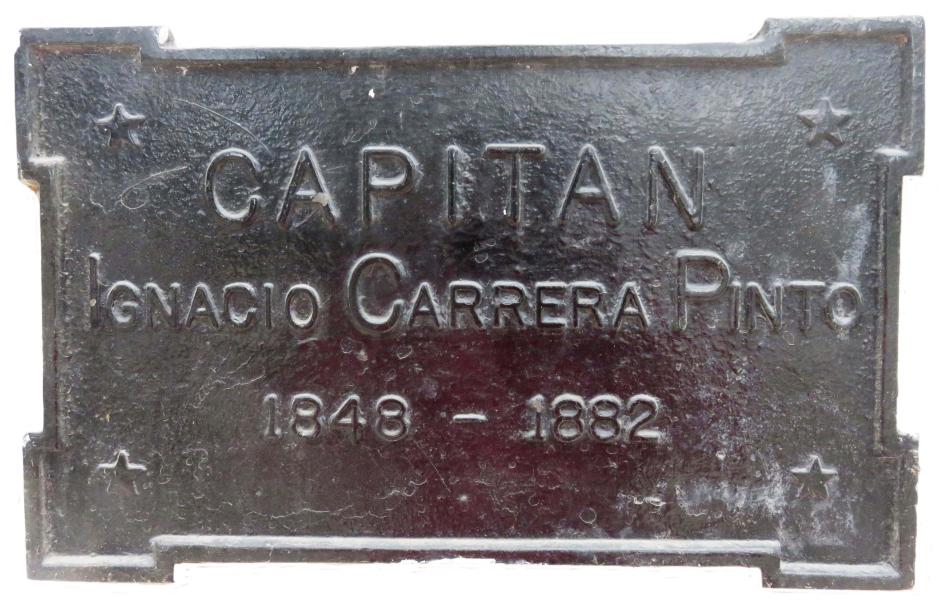 CAPITAN
IGNACIO CARRERA PINTO
1848 - 1882